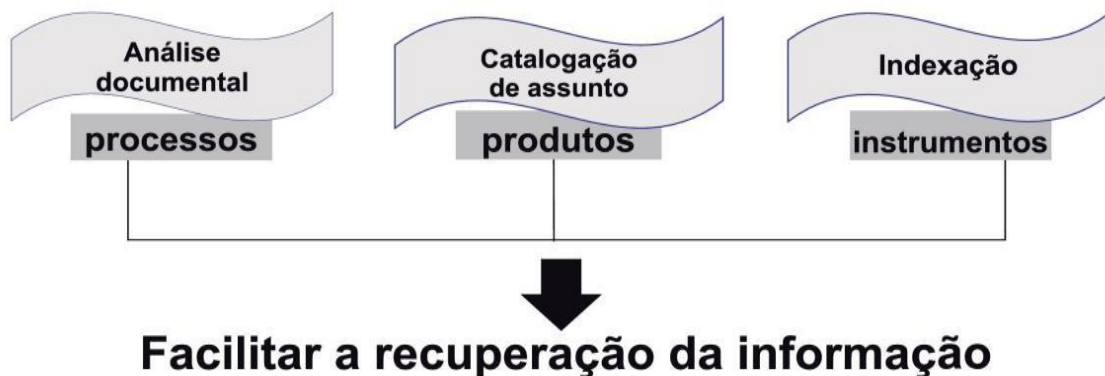 Análise
documental
processos
Catalogação
de assunto
produtos
Indexação
instrumentos
Facilitar a recuperação da informação